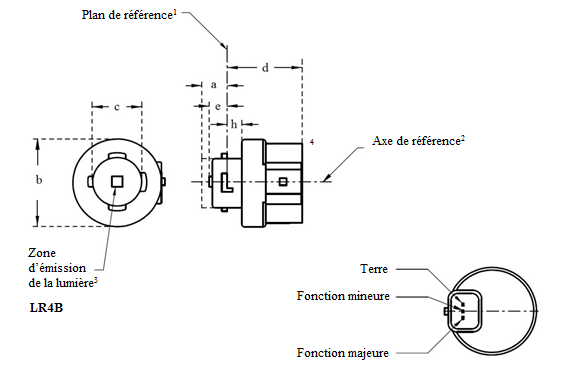 Plan de référence¹
d
a
e
c
h
4
Axe de référence²
b
Zone
d’émission
de la lumière³
LR4B
Terre
Fonction mineure
Fonction majeure